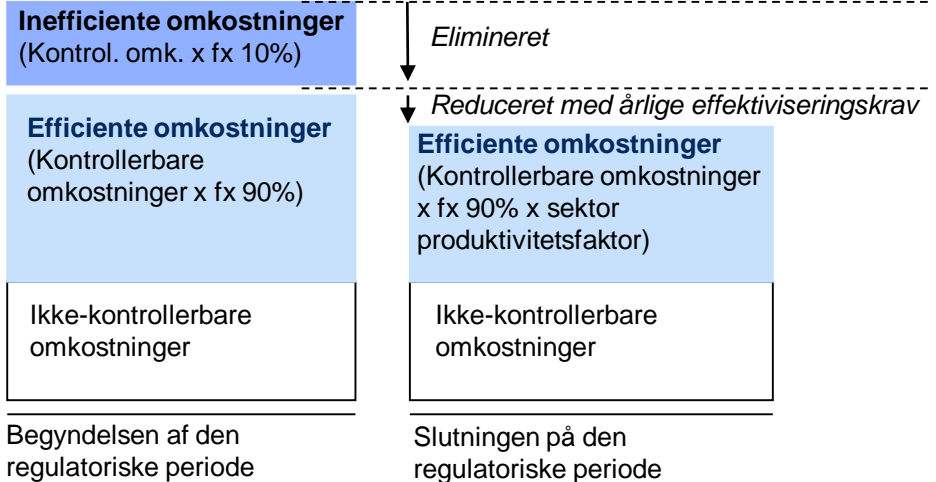 Inefficiente omkostninger
(Kontrol. omk. x fx 10%)
Elimineret
Reduceret med årlige effektiviseringskrav
Efficiente omkostninger
(Kontrollerbare
omkostninger x fx 90%)
Efficiente omkostninger
(Kontrollerbare omkostninger
x fx 90% x sektor
produktivitetsfaktor)
Ikke-kontrollerbare
omkostninger
Ikke-kontrollerbare
omkostninger
Begyndelsen af den
regulatoriske periode
Slutningen på den
regulatoriske periode